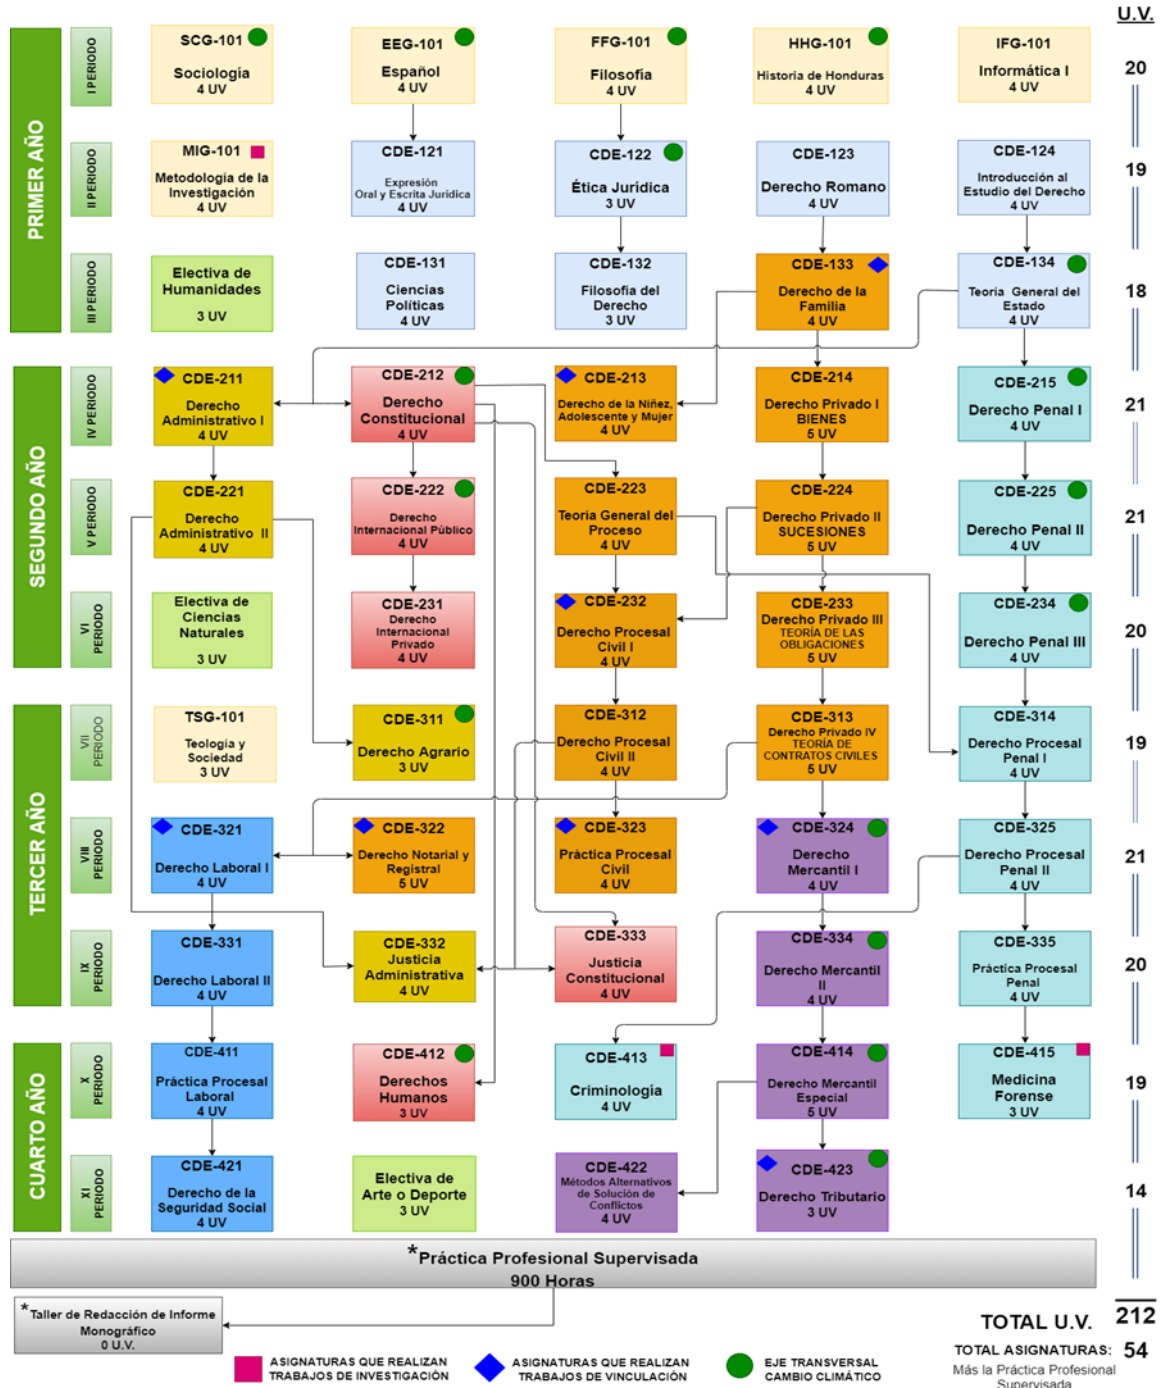 U.V.
PRIMER AÑO
I PERIODO
SCG-101
Sociología
4 UV
EEG-101
Español
4 UV
FFG-101
Filosofía
4 UV
HHG-101
Historia de Honduras
4 UV
IFG-101
Informática I
4 UV
20
II PERIODO
MIG-101
Metodología de la
Investigación
4 UV
CDE-121
Expresión
Oral y Escrita Jurídica
4 UV
CDE-122
Ética Jurídica
3 UV
CDE-123
Derecho Romano
4 UV
CDE-124
Introducción al
Estudio del Derecho
4 UV
19
III PERIODO
Electiva de
Humanidades
3 UV
CDE-131
Ciencias
Políticas
4 UV
CDE-132
Filosofía del
Derecho
3 UV
CDE-133
Derecho de la
Familia
4 UV
CDE-134
Teoría General del
Estado
4 UV
18
SEGUNDO AÑO
IV PERIODO
CDE-211
Derecho
Administrativo I
4 UV
CDE-212
Derecho
Constitucional
4 UV
CDE-213
Derecho de la Niñez,
Adolescente y Mujer
4 UV
CDE-214
Derecho Privado I
BIENES
5 UV
CDE-215
Derecho Penal I
4 UV
21
V PERIODO
CDE-221
Derecho
Administrativo II
4 UV
CDE-222
Derecho
Internacional Público
4 UV
CDE-223
Teoría General del
Proceso
4 UV
CDE-224
Derecho Privado II
SUCESIONES
5 UV
CDE-225
Derecho Penal II
4 UV
21
VI
PERIODO
Electiva de
Ciencias
Naturales
3 UV
CDE-231
Derecho
Internacional
Privado
4 UV
CDE-232
Derecho Procesal
Civil I
4 UV
CDE-233
Derecho Privado III
TEORÍA DE LAS
OBLIGACIONES
5 UV
CDE-234
Derecho Penal III
4 UV
20
TERCER AÑO
VII
PERIODO
TSG-101
Teología y
Sociedad
3 UV
CDE-311
Derecho Agrario
3 UV
CDE-312
Derecho Procesal
Civil II
4 UV
CDE-313
Derecho Privado IV
TEORÍA DE
CONTRATOS CIVILES
5 UV
CDE-314
Derecho Procesal
Penal I
4 UV
19
VIII
PERIODO
CDE-321
Derecho Laboral I
4 UV
CDE-322
Derecho Notarial y
Registral
5 UV
CDE-323
Práctica Procesal
Civil
4 UV
CDE-324
Derecho
Mercantil I
4 UV
CDE-325
Derecho Procesal
Penal II
4 UV
21
IX
PERIODO
CDE-331
Derecho Laboral II
4 UV
CDE-332
Justicia
Administrativa
4 UV
CDE-333
Justicia
Constitucional
4 UV
CDE-334
Derecho Mercantil
II
4 UV
CDE-335
Práctica Procesal
Penal
4 UV
20
CUARTO AÑO
X
PERIODO
CDE-411
Práctica Procesal
Laboral
4 UV
CDE-412
Derechos
Humanos
3 UV
CDE-413
Criminología
4 UV
CDE-414
Derecho Mercantil
Especial
5 UV
CDE-415
Medicina
Forense
3 UV
19
XI
PERIODO
CDE-421
Derecho de la
Seguridad Social
4 UV
Electiva de
Arte o Deporte
3 UV
CDE-422
Métodos Alternativos
de Solución de
Conflictos
4 UV
CDE-423
Derecho Tributario
3 UV
14
*Práctica Profesional Supervisada
900 Horas
*Taller de Redacción de Informe
Monográfico
0 U.V.
TOTAL U.V. 212
TOTAL ASIGNATURAS: 54
Más la Práctica Profesional
Supervisada
ASIGNATURAS QUE REALIZAN
TRABAJOS DE INVESTIGACIÓN
ASIGNATURAS QUE REALIZAN
TRABAJOS DE VINCULACIÓN
EJE TRANSVERSAL
CAMBIO CLIMÁTICO